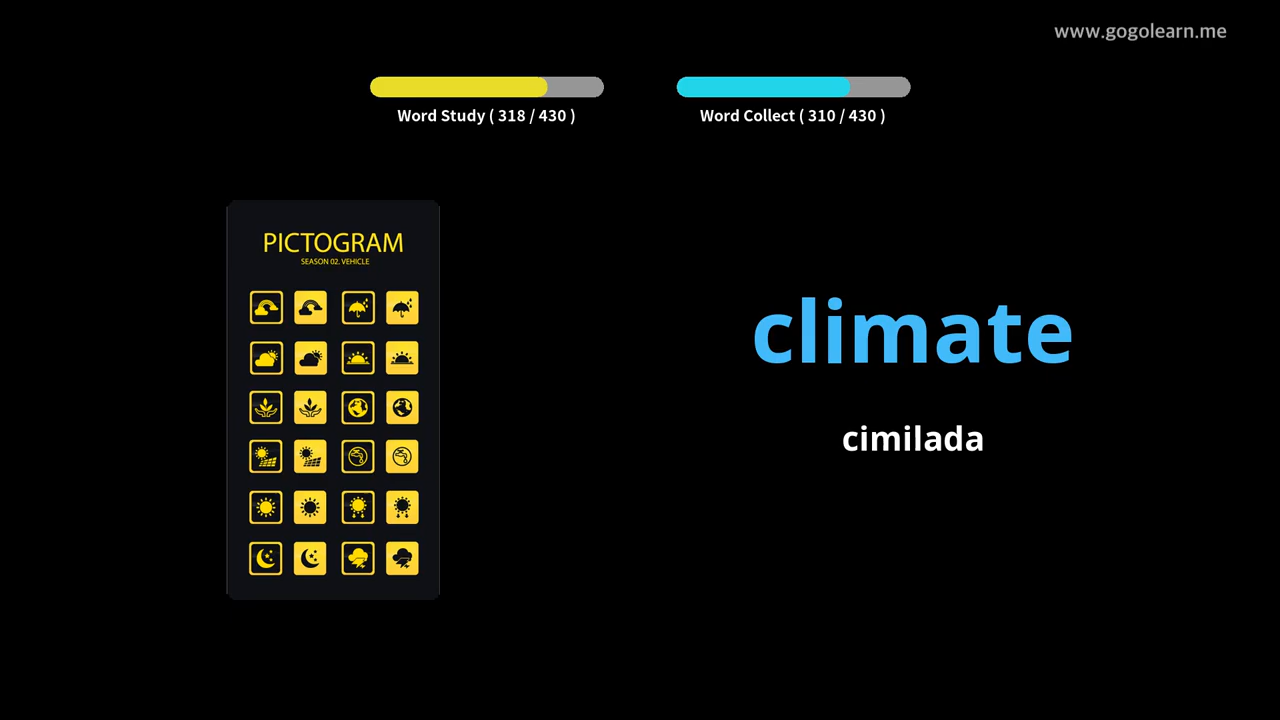 www.gogolearn.me
Word Study ( 318 / 430 )
Word Collect ( 310 / 430 )
PICTOGRAM
SEASON 02. VEHICLE
climate
cimilada